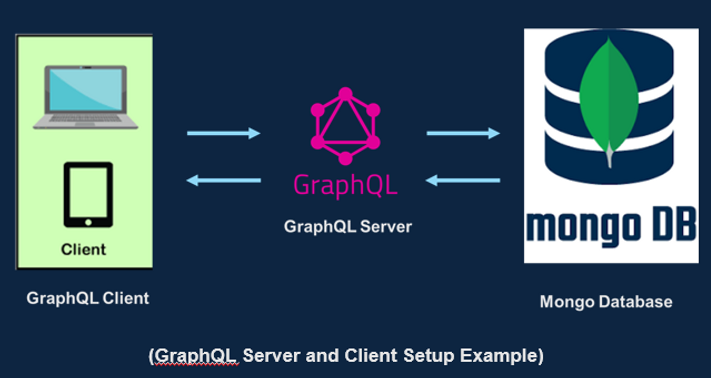 GraphQL
mongo DB
Client
GraphQL Server
GraphQL Client
Mongo Database
(GraphQL Server and Client Setup Example)